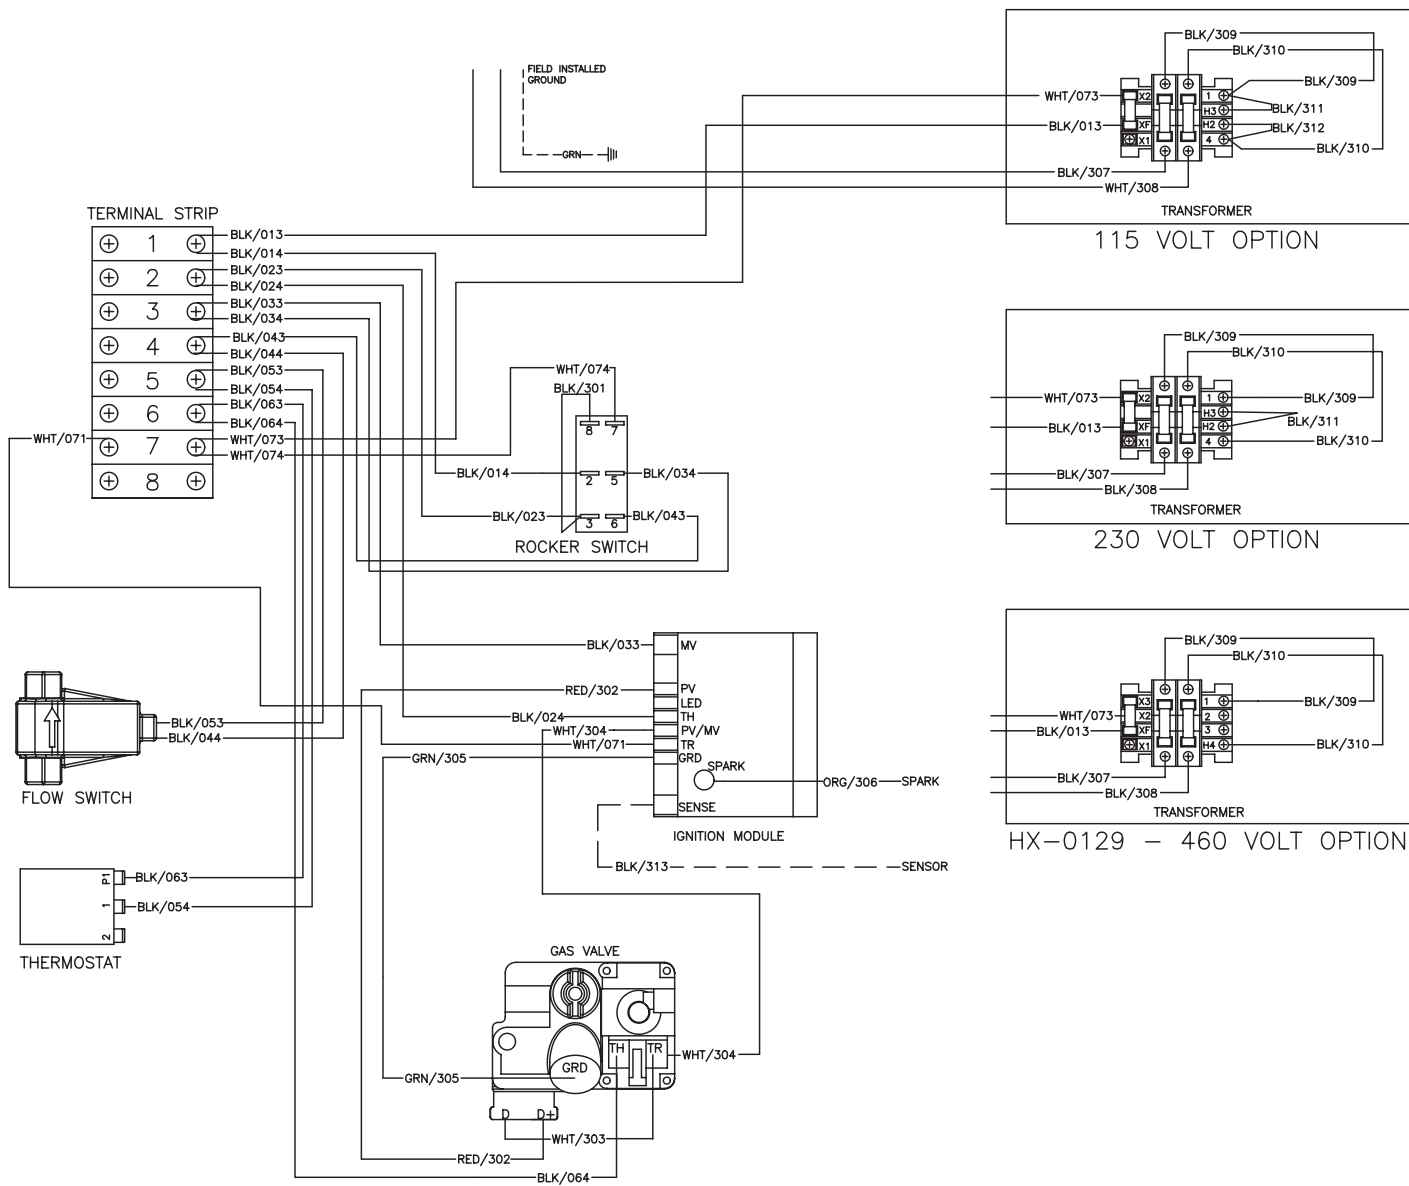 BLK/309
BLK/310
FIELD INSTALLED
GROUND
BLK/309
WHT/073
X2
1
H3
BLK/311
BLK/013
XF
H2
BLK/312
X1
4
BLK/310
GRN
BLK/307
WHT/308
TRANSFORMER
115 VOLT OPTION
TERMINAL STRIP
1
BLK/013
BLK/014
2
BLK/023
BLK/024
3
BLK/033
BLK/034
4
BLK/043
BLK/044
5
BLK/053
BLK/054
6
BLK/063
BLK/064
WHT/071
7
WHT/073
WHT/074
8
WHT/074
BLK/301
8
7
BLK/014
2
5
BLK/034
BLK/023
3
6
BLK/043
ROCKER SWITCH
BLK/309
BLK/310
WHT/073
X2
1
BLK/309
H3
BLK/311
BLK/013
XF
H2
X1
4
BLK/310
BLK/307
BLK/308
TRANSFORMER
230 VOLT OPTION
BLK/309
BLK/310
X3
1
BLK/309
WHT/073
X2
2
BLK/013
XF
3
X1
H4
BLK/310
BLK/307
BLK/308
TRANSFORMER
HX-0129 - 460 VOLT OPTION
BLK/033
MV
RED/302
PV
LED
BLK/024
TH
WHT/304
PV/MV
WHT/071
TR
GRN/305
GRD
SPARK
ORG/306
SPARK
SENSE
IGNITION MODULE
BLK/313
SENSOR
BLK/053
BLK/044
FLOW SWITCH
P1
BLK/063
1
BLK/054
2
THERMOSTAT
GAS VALVE
TH
TR
WHT/304
GRD
GRN/305
D
D+
WHT/303
RED/302
BLK/064